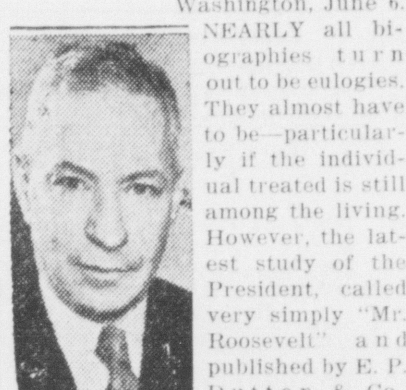 Washington, June 6.
NEARLY all bi-
ographies turn
out to be eulogies.
They almost have
to be—particular-
ly if the individ-
ual treated is still
among the living.
However, the lat-
est study of the
President, called
very simply "Mr.
Roosevelt" and
published by E. P.